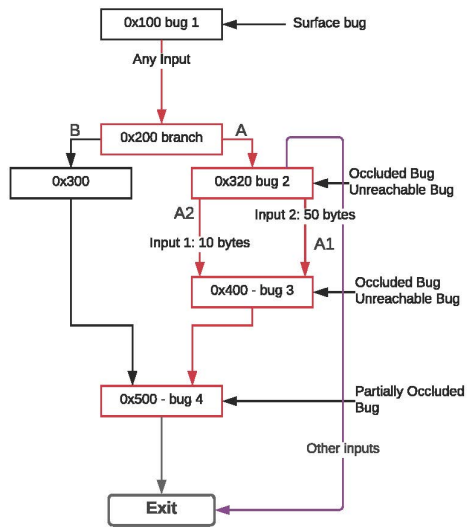 0x100 bug 1
Surface bug
Any Input
B
A
0x200 branch
0x300
0x320 bug 2
Occluded Bug
Unreachable Bug
A2
Input 2: 50 bytes
Input 1: 10 bytes
A1
0x400 - bug 3
Occluded Bug
Unreachable Bug
0x500 - bug 4
Partially Occluded
Bug
Other inputs
Exit